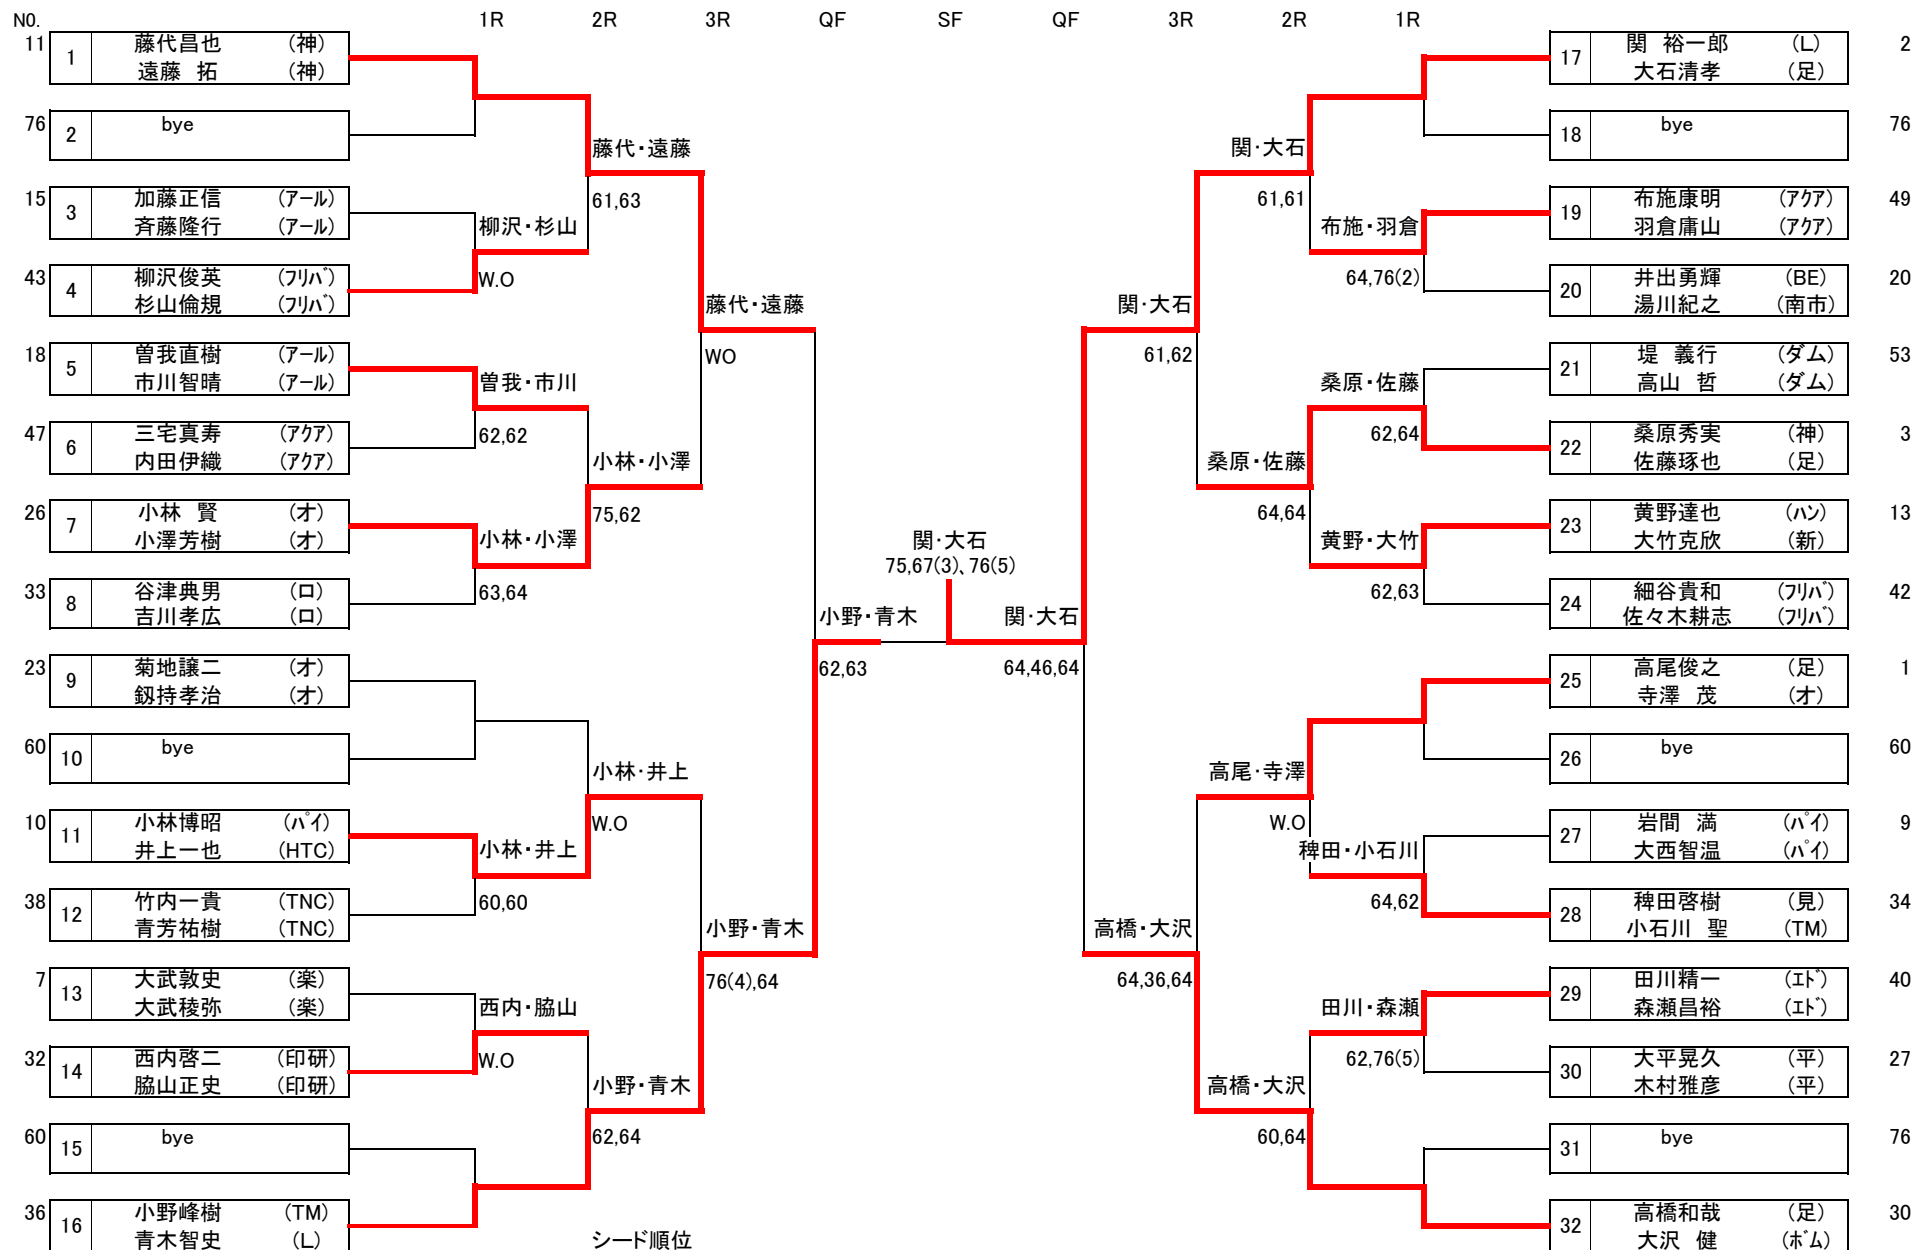 NO. 1R 2R 3R QF SF QF 3R 2R 1R
11 1 藤代昌也 (神)
遠藤 拓 (神)
76 2 bye
15 3 加藤正信 (アール)
斉藤隆行 (アール)
43 4 柳沢俊英 (フリバ)
杉山倫規 (フリバ)
18 5 曽我直樹 (アール)
市川智晴 (アール)
47 6 三宅真寿 (アクア)
内田伊織 (アクア)
26 7 小林 賢 (才)
小澤芳樹 (才)
33 8 谷津典男 (ロ)
吉川孝広 (ロ)
23 9 菊地譲二 (才)
釼持孝治 (才)
60 10 bye
10 11 小林博昭 (パイ)
井上一也 (HTC)
38 12 竹内一貴 (TNC)
青芳祐樹 (TNC)
7 13 大武敦史 (楽)
大武稜弥 (楽)
32 14 西内啓二 (印研)
脇山正史 (印研)
60 15 bye
36 16 小野峰樹 (TM)
青木智史 (L)
柳沢・杉山
W.O
曽我・市川
62,62
小林・小澤
63,64
小林・井上
60,60
西内・脇山
W.O
藤代・遠藤
61,63
小林・小澤
75,62
小林・井上
W.O
小野・青木
62,64
藤代・遠藤
WO
小野・青木
76(4),64
小野・青木
62,63
関・大石
75,67(3)、76(5)
関・大石
64,46,64
関・大石
61,62
高橋・大沢
64,36,64
関・大石
61,61
桑原・佐藤
64,64
高尾・寺澤
W.O
高橋・大沢
60,64
布施・羽倉
64,76(2)
桑原・佐藤
62,64
黄野・大竹
62,63
稗田・小石川
64,62
田川・森瀬
62,76(5)
17 関 裕一郎 (L) 2
大石清孝 (足)
18 bye 76
19 布施康明 (アクア) 49
羽倉庸山 (アクア)
20 井出勇輝 (BE) 20
湯川紀之 (南市)
21 堤 義行 (ダム) 53
高山 哲 (ダム)
22 桑原秀実 (神) 3
佐藤琢也 (足)
23 黄野達也 (ハン) 13
大竹克欣 (新)
24 細谷貴和 (フリバ) 42
佐々木耕志 (フリバ)
25 高尾俊之 (足) 1
寺澤 茂 (才)
26 bye 60
27 岩間 満 (パイ) 9
大西智温 (パイ)
28 稗田啓樹 (見) 34
小石川 聖 (TM)
29 田川精一 (エド) 40
森瀬昌裕 (エド)
30 大平晃久 (平) 27
木村雅彦 (平)
31 bye 76
32 高橋和哉 (足) 30
大沢 健 (ボム)
シード順位